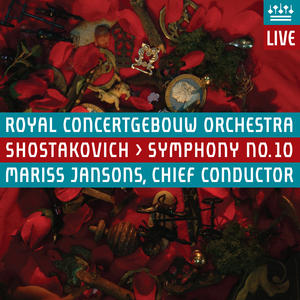 LIVE
ROYAL CONCERTGEBOUW ORCHESTRA
SHOSTAKOVICH > SYMPHONY NO.10
MARISS JANSONS, CHIEF CONDUCTOR